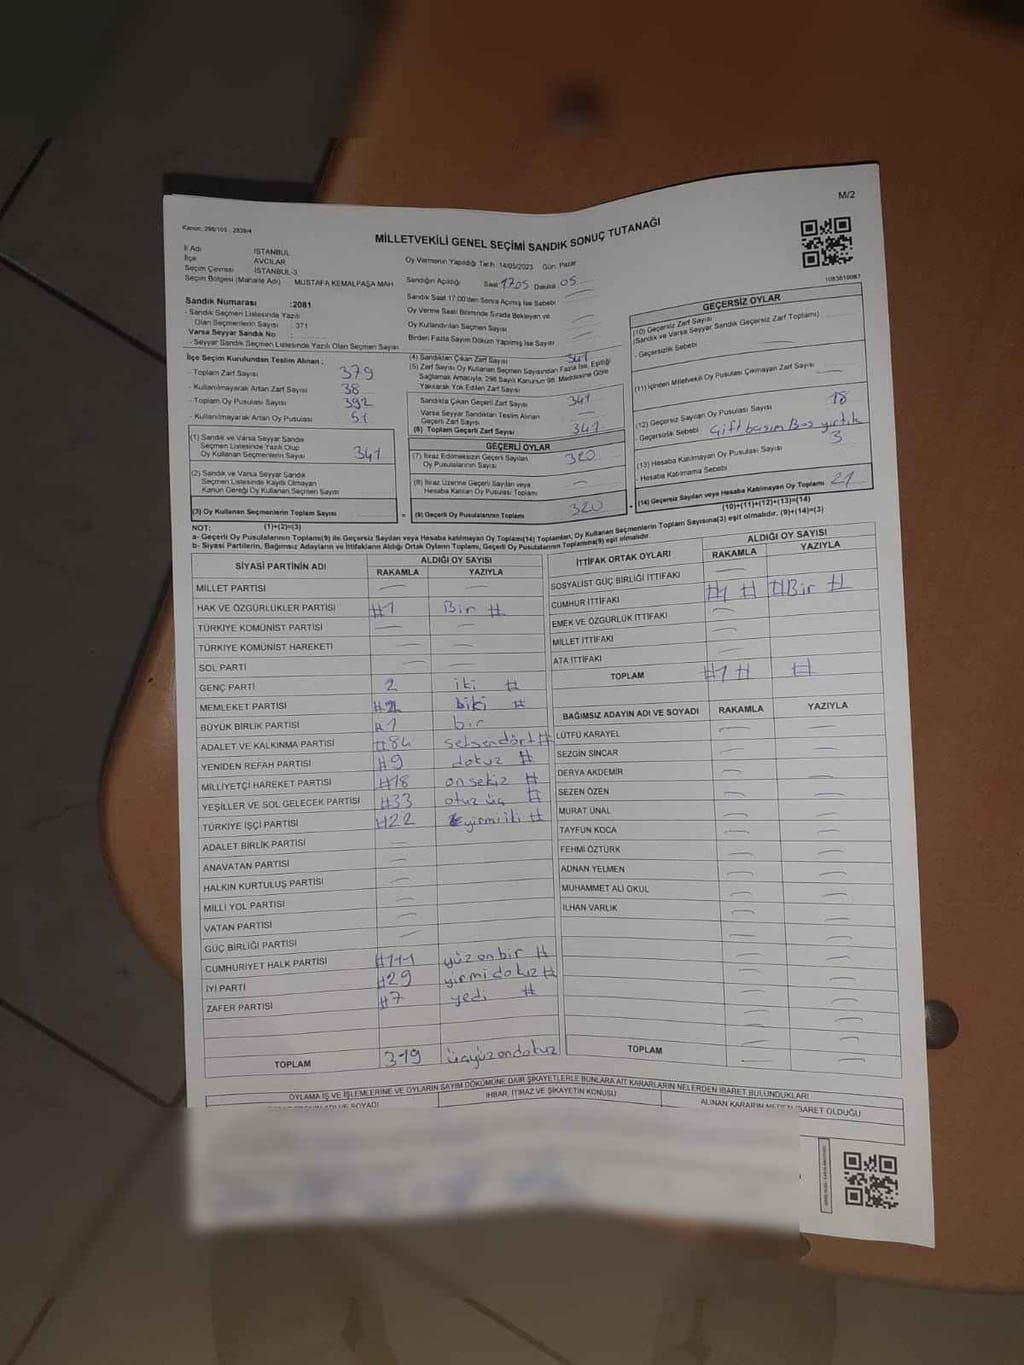 M/2
Kanun: 298/105 , 2839/4
MİLLETVEKİLİ GENEL SEÇİMİ SANDIK SONUÇ TUTANAĞI
1083619087
İl Adı İSTANBUL
İlçe AVCILAR
Seçim Çevresi İSTANBUL-3
Seçim Bölgesi (Mahalle Adı) MUSTAFA KEMALPAŞA MAH
Sandık Numarası :2081
- Sandık Seçmen Listesinde Yazılı
Olan Seçmenlerin Sayısı : 371
Varsa Seyyar Sandık No
- Seyyar Sandık Seçmen Listesinde Yazılı Olan Seçmen Sayısı
Oy Vermenin Yapıldığı Tarih :14/05/2023 Gün: Pazar
Sandığın Açıldığı Saat 1705 Dakika 05
Sandık Saat 17.00'den Sonra Açılmış İse Sebebi
Oy Verme Saati Bitiminde Sırada Bekleyen ve
Oy Kullandırılan Seçmen Sayısı
Birden Fazla Sayım Döküm Yapılmış İse Sayısı
İlçe Seçim Kurulundan Teslim Alınan :
- Toplam Zarf Sayısı 379
- Kullanılmayarak Artan Zarf Sayısı 38
- Toplam Oy Pusulası Sayısı 392
- Kullanılmayarak Artan Oy Pusulası 51
(1) Sandık ve Varsa Seyyar Sandık
Seçmen Listesinde Yazılı Olup
Oy Kullanan Seçmenlerin Sayısı 341
(2) Sandık ve Varsa Seyyar Sandık
Seçmen Listesinde Kayıtlı Olmayan
Kanun Gereği Oy Kullanan Seçmen Sayısı
(3) Oy Kullanan Seçmenlerin Toplam Sayısı
(1)+(2)=(3)
(4) Sandıktan Çıkan Zarf Sayısı 341
(5) Zarf Sayısı Oy Kullanan Seçmen Sayısından Fazla İse, Eşitliği
Sağlamak Amacıyla, 298 Sayılı Kanunun 98. Maddesine Göre
Yakılarak Yok Edilen Zarf Sayısı
Sandıkta Çıkan Geçerli Zarf Sayısı 341
Varsa Seyyar Sandıktan Teslim Alınan
Geçerli Zarf Sayısı
(6) Toplam Geçerli Zarf Sayısı 341
GEÇERLİ OYLAR
(7) İtiraz Edilmeksizin Geçerli Sayılan
Oy Pusulalarının Sayısı 320
(8) İtiraz Üzerine Geçerli Sayılan veya
Hesaba Katılan Oy Pusulası Toplamı
(9) Geçerli Oy Pusulalarının Toplamı 320
GEÇERSİZ OYLAR
(10) Geçersiz Zarf Sayısı
(Sandık ve Varsa Seyyar Sandık Geçersiz Zarf Toplamı)
- Geçersizlik Sebebi
(11) İçinden Milletvekili Oy Pusulası Çıkmayan Zarf Sayısı
(12) Geçersiz Sayılan Oy Pusulası Sayısı 18
- Geçersizlik Sebebi Çift basım Boş yırtık
(13) Hesaba Katılmayan Oy Pusulası Sayısı 3
- Hesaba Katılmama Sebebi
(14) Geçersiz Sayılan veya Hesaba Katılmayan Oy Toplamı 21
(10)+(11)+(12)+(13)=(14)
NOT:
a- Geçerli Oy Pusulalarının Toplamı(9) ile Geçersiz Sayılan veya Hesaba katılmayan Oy Toplamı(14) Toplamları, Oy Kullanan Seçmenlerin Toplam Sayısına(3) eşit olmalıdır. (9)+(14)=(3)
b- Siyasi Partilerin, Bağımsız Adayların ve İttifakların Aldığı Ortak Oyların Toplamı, Geçerli Oy Pusulalarının Toplamına(9) eşit olmalıdır.
SİYASİ PARTİNİN ADI ALDIĞI OY SAYISI
RAKAMLA YAZIYLA
MİLLET PARTİSİ
HAK VE ÖZGÜRLÜKLER PARTİSİ #1 Bir #
TÜRKİYE KOMÜNİST PARTİSİ
TÜRKİYE KOMÜNİST HAREKETİ
SOL PARTİ
GENÇ PARTİ 2 iki #
MEMLEKET PARTİSİ #2 iki #
BÜYÜK BİRLİK PARTİSİ #1 bir
ADALET VE KALKINMA PARTİSİ #84 seksendört #
YENİDEN REFAH PARTİSİ #9 dokuz #
MİLLİYETÇİ HAREKET PARTİSİ #18 onsekiz #
YEŞİLLER VE SOL GELECEK PARTİSİ #33 otuz üç #
TÜRKİYE İŞÇİ PARTİSİ #22 yirmiiki #
ADALET BİRLİK PARTİSİ
ANAVATAN PARTİSİ
HALKIN KURTULUŞ PARTİSİ
MİLLİ YOL PARTİSİ
VATAN PARTİSİ
GÜÇ BİRLİĞİ PARTİSİ
CUMHURİYET HALK PARTİSİ #111 yüzonbir #
İYİ PARTİ #29 yirmidokuz #
ZAFER PARTİSİ #7 yedi #
TOPLAM 319 üçyüzondokuz
İTTİFAK ORTAK OYLARI ALDIĞI OY SAYISI
RAKAMLA YAZIYLA
SOSYALİST GÜÇ BİRLİĞİ İTTİFAKI
CUMHUR İTTİFAKI #1# #Bir #
EMEK VE ÖZGÜRLÜK İTTİFAKI
MİLLET İTTİFAKI
ATA İTTİFAKI
TOPLAM #1# #
BAĞIMSIZ ADAYIN ADI VE SOYADI RAKAMLA YAZIYLA
LÜTFÜ KARAYEL
SEZGİN SİNCAR
DERYA AKDEMİR
SEZEN ÖZEN
MURAT ÜNAL
TAYFUN KOCA
FEHMİ ÖZTÜRK
ADNAN YELMEN
MUHAMMET ALİ OKUL
İLHAN VARLIK
TOPLAM
OYLAMA İŞ VE İŞLEMLERİNE VE OYLARIN SAYIM DÖKÜMÜNE DAİR ŞİKAYETLERLE BUNLARA AİT KARARLARIN NELERDEN İBARET BULUNDUKLARI
ADI VE SOYADI İHBAR, İTİRAZ VE ŞİKAYETİN KONUSU ALINAN KARARIN NEDEN İBARET OLDUĞU